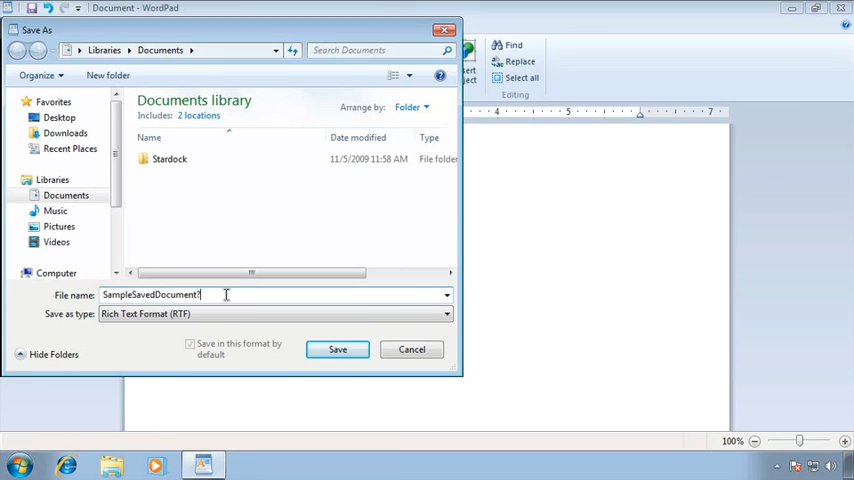 Document - WordPad
Save As
Libraries Documents
Search Documents
Organize New folder
Favorites
Desktop
Downloads
Recent Places
Libraries
Documents
Music
Pictures
Videos
Computer
Documents library
Includes: 2 locations
Arrange by: Folder
Name Date modified Type
Stardock 11/5/2009 11:58 AM File folder
File name: SampleSavedDocument?
Save as type: Rich Text Format (RTF)
Hide Folders
Save in this format by
default
Save Cancel
Find
Replace
Select all
Editing
4 5 6 7
100%